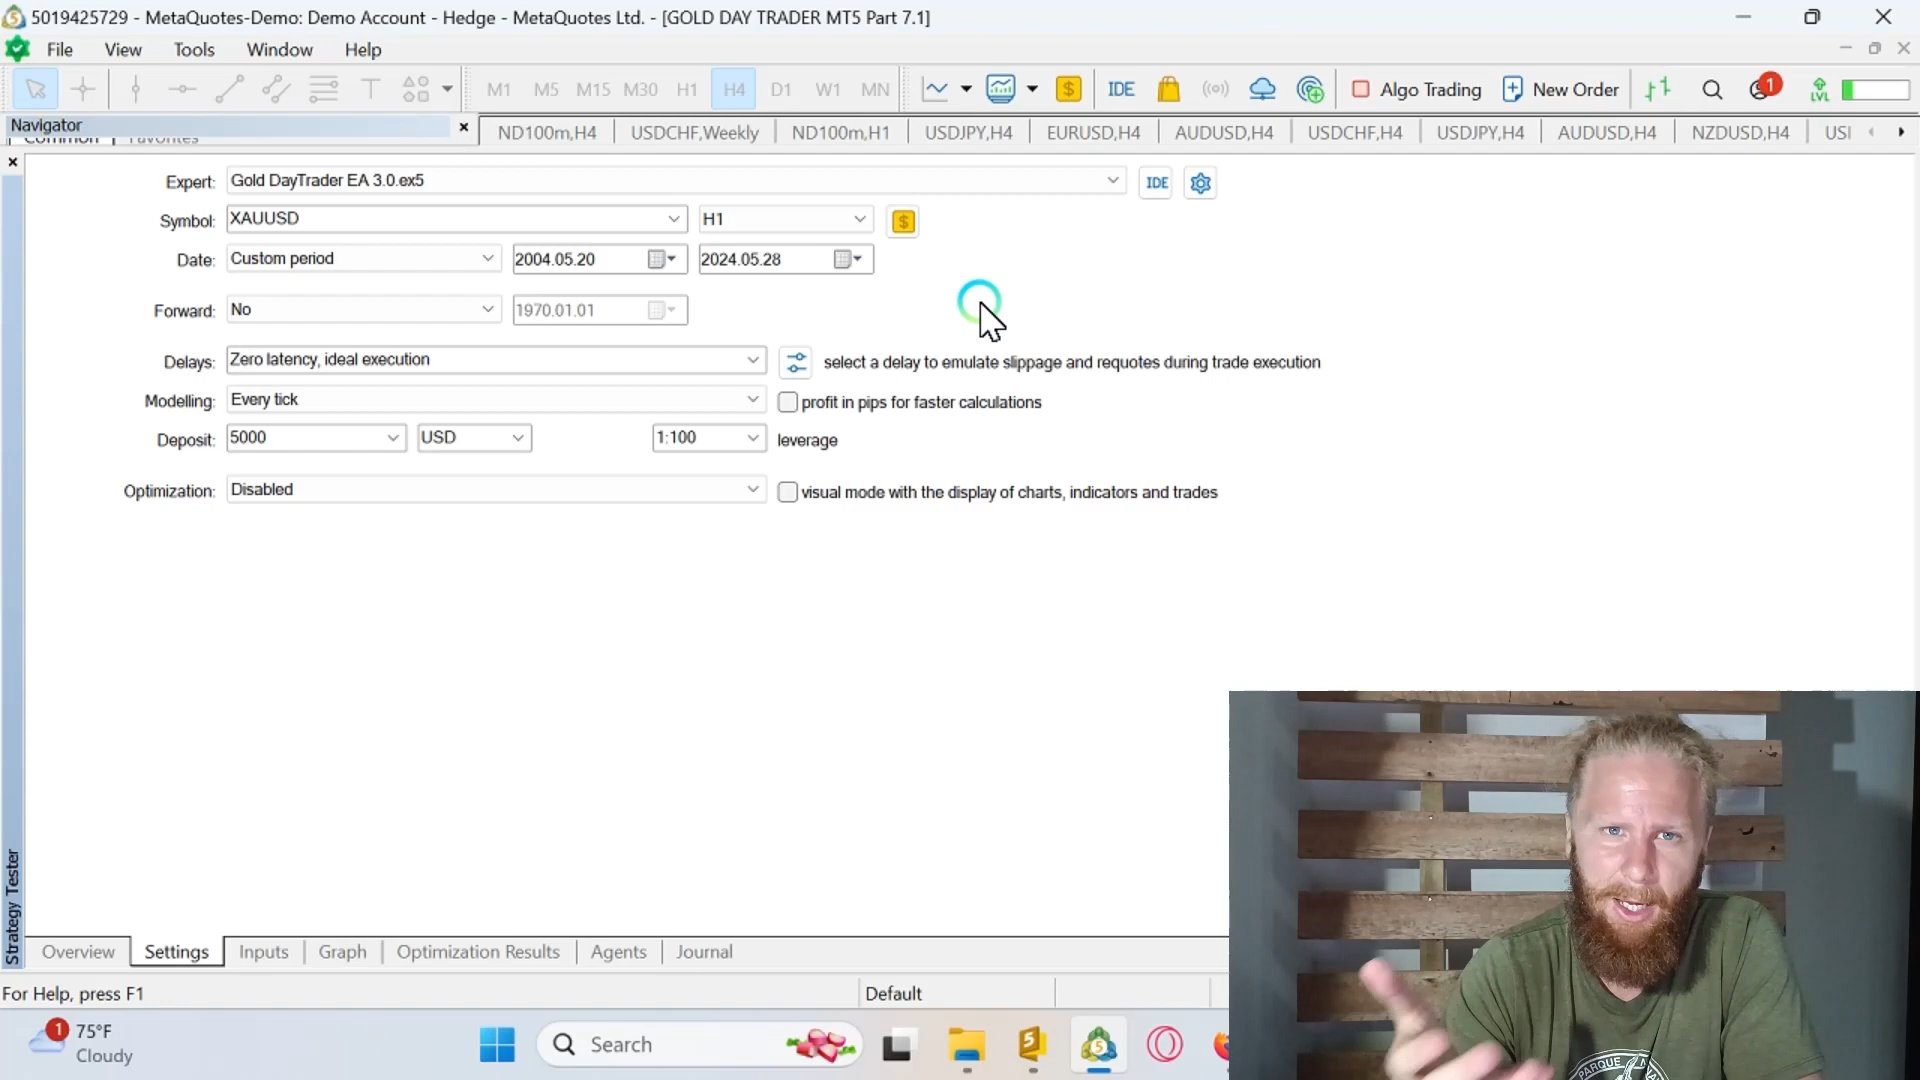 5019425729 - MetaQuotes-Demo: Demo Account - Hedge - MetaQuotes Ltd. - [GOLD DAY TRADER MT5 Part 7.1]
File View Tools Window Help
M1 M5 M15 M30 H1 H4 D1 W1 MN IDE Algo Trading New Order 1 LVL
Navigator
Common Favorites
ND100m,H4 USDCHF,Weekly ND100m,H1 USDJPY,H4 EURUSD,H4 AUDUSD,H4 USDCHF,H4 USDJPY,H4 AUDUSD,H4 NZDUSD,H4
Expert: Gold DayTrader EA 3.0.ex5 IDE
Symbol: XAUUSD H1
Date: Custom period 2004.05.20 2024.05.28
Forward: No 1970.01.01
Delays: Zero latency, ideal execution select a delay to emulate slippage and requotes during trade execution
Modelling: Every tick profit in pips for faster calculations
Deposit: 5000 USD 1:100 leverage
Optimization: Disabled visual mode with the display of charts, indicators and trades
Strategy Tester
Overview Settings Inputs Graph Optimization Results Agents Journal
For Help, press F1 Default
1 75°F
Cloudy
Search
PARQUE